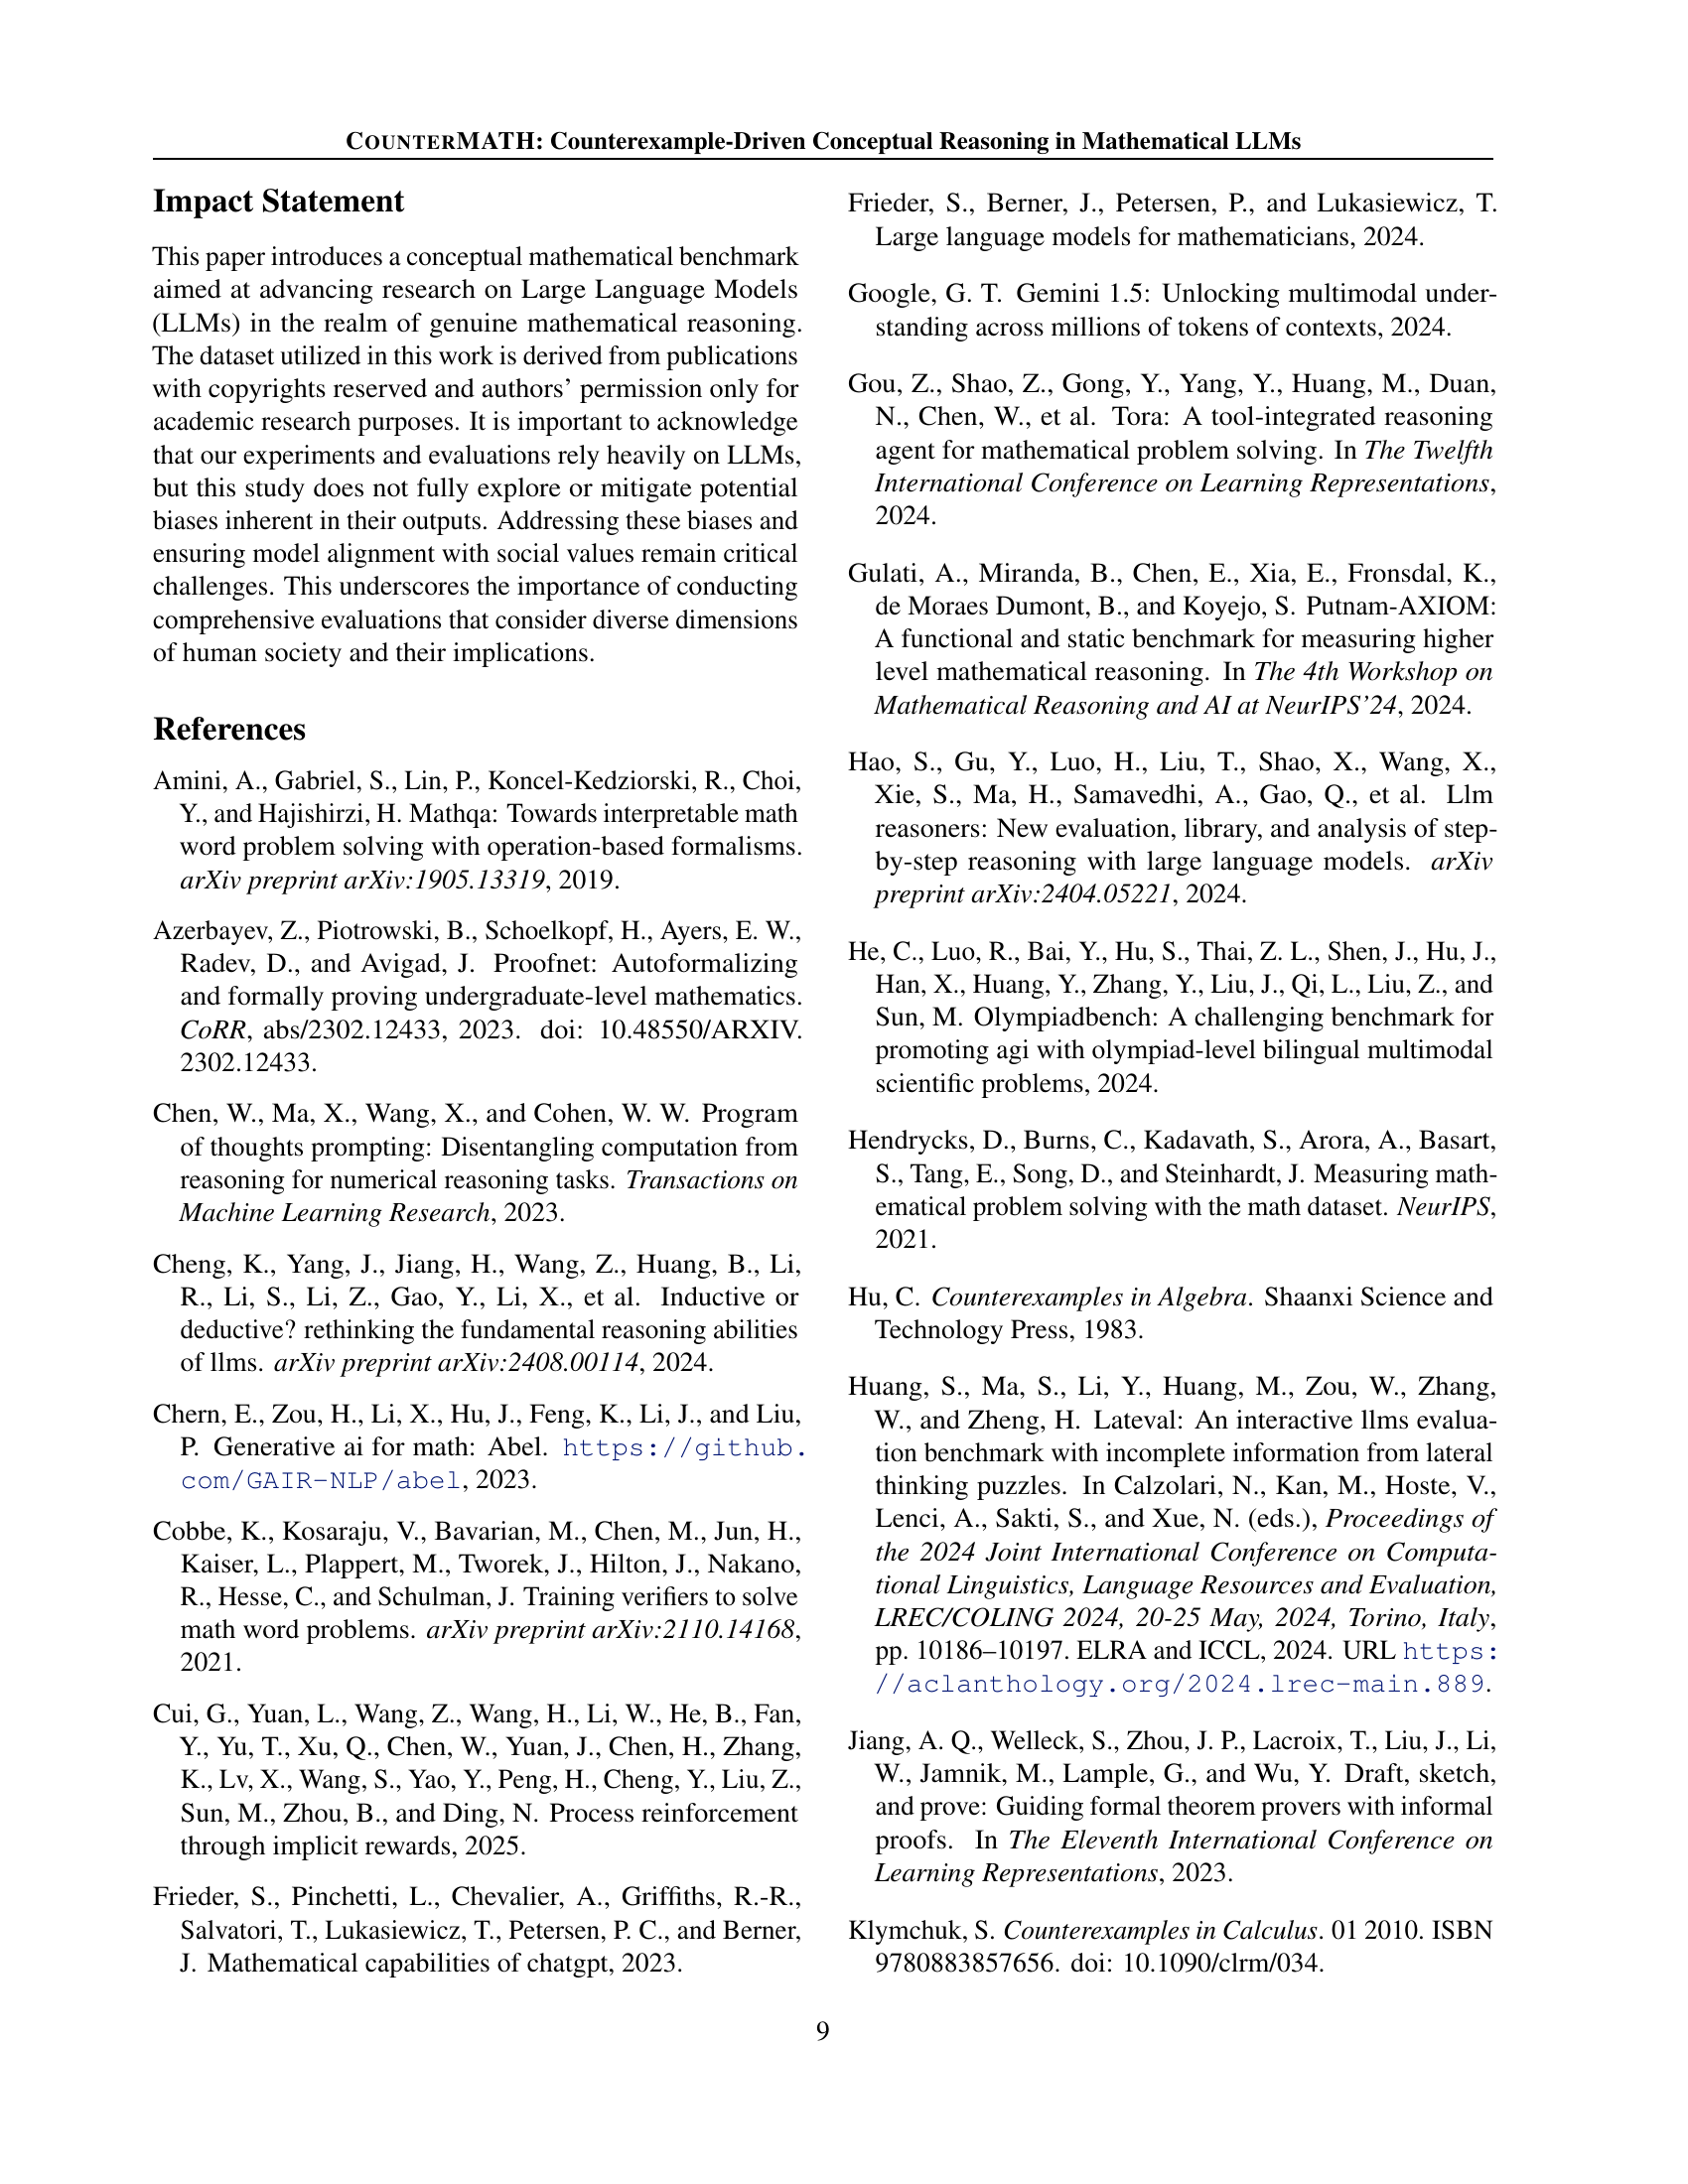 COUNTERMATH: Counterexample-Driven Conceptual Reasoning in Mathematical LLMs
Impact Statement
This paper introduces a conceptual mathematical benchmark
aimed at advancing research on Large Language Models
(LLMs) in the realm of genuine mathematical reasoning.
The dataset utilized in this work is derived from publications
with copyrights reserved and authors’ permission only for
academic research purposes. It is important to acknowledge
that our experiments and evaluations rely heavily on LLMs,
but this study does not fully explore or mitigate potential
biases inherent in their outputs. Addressing these biases and
ensuring model alignment with social values remain critical
challenges. This underscores the importance of conducting
comprehensive evaluations that consider diverse dimensions
of human society and their implications.
References
Amini, A., Gabriel, S., Lin, P., Koncel-Kedziorski, R., Choi,
Y., and Hajishirzi, H. Mathqa: Towards interpretable math
word problem solving with operation-based formalisms.
arXiv preprint arXiv:1905.13319, 2019.
Azerbayev, Z., Piotrowski, B., Schoelkopf, H., Ayers, E. W.,
Radev, D., and Avigad, J. Proofnet: Autoformalizing
and formally proving undergraduate-level mathematics.
CoRR, abs/2302.12433, 2023. doi: 10.48550/ARXIV.
2302.12433.
Chen, W., Ma, X., Wang, X., and Cohen, W. W. Program
of thoughts prompting: Disentangling computation from
reasoning for numerical reasoning tasks. Transactions on
Machine Learning Research, 2023.
Cheng, K., Yang, J., Jiang, H., Wang, Z., Huang, B., Li,
R., Li, S., Li, Z., Gao, Y., Li, X., et al. Inductive or
deductive? rethinking the fundamental reasoning abilities
of llms. arXiv preprint arXiv:2408.00114, 2024.
Chern, E., Zou, H., Li, X., Hu, J., Feng, K., Li, J., and Liu,
P. Generative ai for math: Abel. https://github.
com/GAIR-NLP/abel, 2023.
Cobbe, K., Kosaraju, V., Bavarian, M., Chen, M., Jun, H.,
Kaiser, L., Plappert, M., Tworek, J., Hilton, J., Nakano,
R., Hesse, C., and Schulman, J. Training verifiers to solve
math word problems. arXiv preprint arXiv:2110.14168,
2021.
Cui, G., Yuan, L., Wang, Z., Wang, H., Li, W., He, B., Fan,
Y., Yu, T., Xu, Q., Chen, W., Yuan, J., Chen, H., Zhang,
K., Lv, X., Wang, S., Yao, Y., Peng, H., Cheng, Y., Liu, Z.,
Sun, M., Zhou, B., and Ding, N. Process reinforcement
through implicit rewards, 2025.
Frieder, S., Pinchetti, L., Chevalier, A., Griffiths, R.-R.,
Salvatori, T., Lukasiewicz, T., Petersen, P. C., and Berner,
J. Mathematical capabilities of chatgpt, 2023.
Frieder, S., Berner, J., Petersen, P., and Lukasiewicz, T.
Large language models for mathematicians, 2024.
Google, G. T. Gemini 1.5: Unlocking multimodal under-
standing across millions of tokens of contexts, 2024.
Gou, Z., Shao, Z., Gong, Y., Yang, Y., Huang, M., Duan,
N., Chen, W., et al. Tora: A tool-integrated reasoning
agent for mathematical problem solving. In The Twelfth
International Conference on Learning Representations,
2024.
Gulati, A., Miranda, B., Chen, E., Xia, E., Fronsdal, K.,
de Moraes Dumont, B., and Koyejo, S. Putnam-AXIOM:
A functional and static benchmark for measuring higher
level mathematical reasoning. In The 4th Workshop on
Mathematical Reasoning and AI at NeurIPS’24, 2024.
Hao, S., Gu, Y., Luo, H., Liu, T., Shao, X., Wang, X.,
Xie, S., Ma, H., Samavedhi, A., Gao, Q., et al. Llm
reasoners: New evaluation, library, and analysis of step-
by-step reasoning with large language models. arXiv
preprint arXiv:2404.05221, 2024.
He, C., Luo, R., Bai, Y., Hu, S., Thai, Z. L., Shen, J., Hu, J.,
Han, X., Huang, Y., Zhang, Y., Liu, J., Qi, L., Liu, Z., and
Sun, M. Olympiadbench: A challenging benchmark for
promoting agi with olympiad-level bilingual multimodal
scientific problems, 2024.
Hendrycks, D., Burns, C., Kadavath, S., Arora, A., Basart,
S., Tang, E., Song, D., and Steinhardt, J. Measuring math-
ematical problem solving with the math dataset. NeurIPS,
2021.
Hu, C. Counterexamples in Algebra. Shaanxi Science and
Technology Press, 1983.
Huang, S., Ma, S., Li, Y., Huang, M., Zou, W., Zhang,
W., and Zheng, H. Lateval: An interactive llms evalua-
tion benchmark with incomplete information from lateral
thinking puzzles. In Calzolari, N., Kan, M., Hoste, V.,
Lenci, A., Sakti, S., and Xue, N. (eds.), Proceedings of
the 2024 Joint International Conference on Computa-
tional Linguistics, Language Resources and Evaluation,
LREC/COLING 2024, 20-25 May, 2024, Torino, Italy,
pp. 10186–10197. ELRA and ICCL, 2024. URL https:
//aclanthology.org/2024.lrec-main.889.
Jiang, A. Q., Welleck, S., Zhou, J. P., Lacroix, T., Liu, J., Li,
W., Jamnik, M., Lample, G., and Wu, Y. Draft, sketch,
and prove: Guiding formal theorem provers with informal
proofs. In The Eleventh International Conference on
Learning Representations, 2023.
Klymchuk, S. Counterexamples in Calculus. 01 2010. ISBN
9780883857656. doi: 10.1090/clrm/034.
9